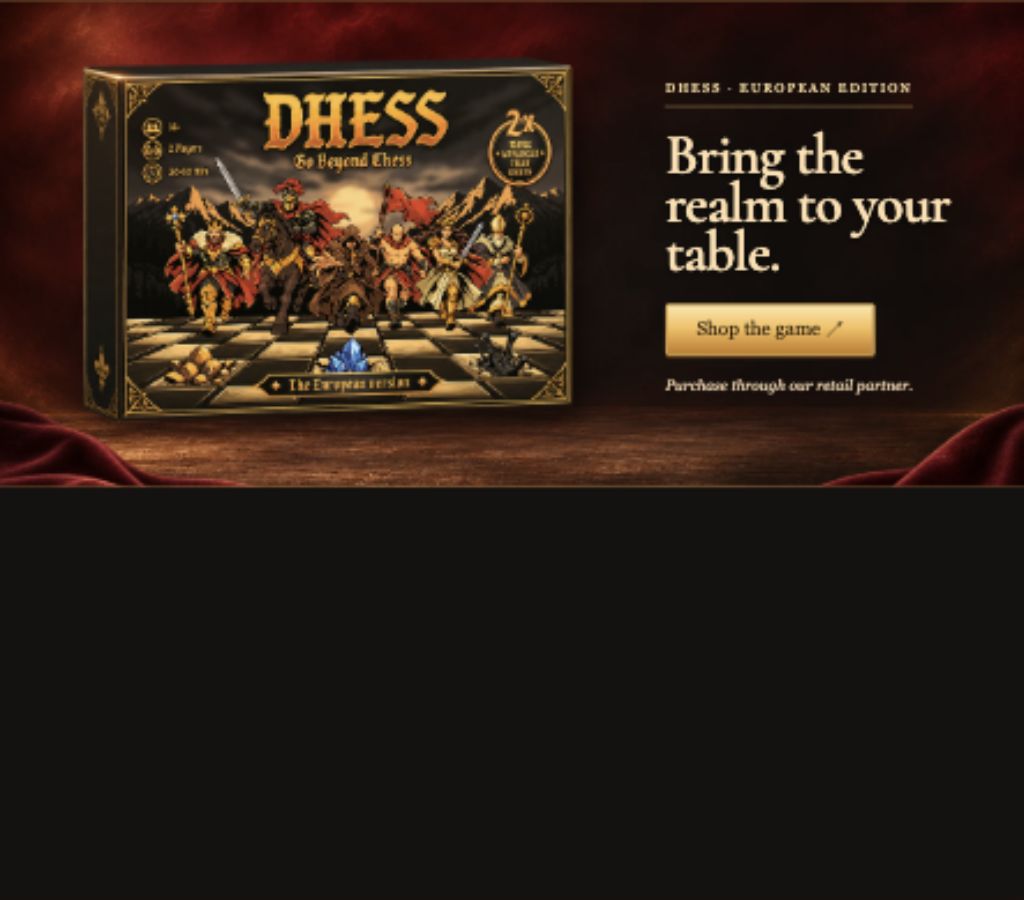 DHESS
Go Beyond Chess
2 Players
2x
The European version
DHESS - EUROPEAN EDITION
Bring the
realm to your
table.
Shop the game ↗
Purchase through our retail partner.